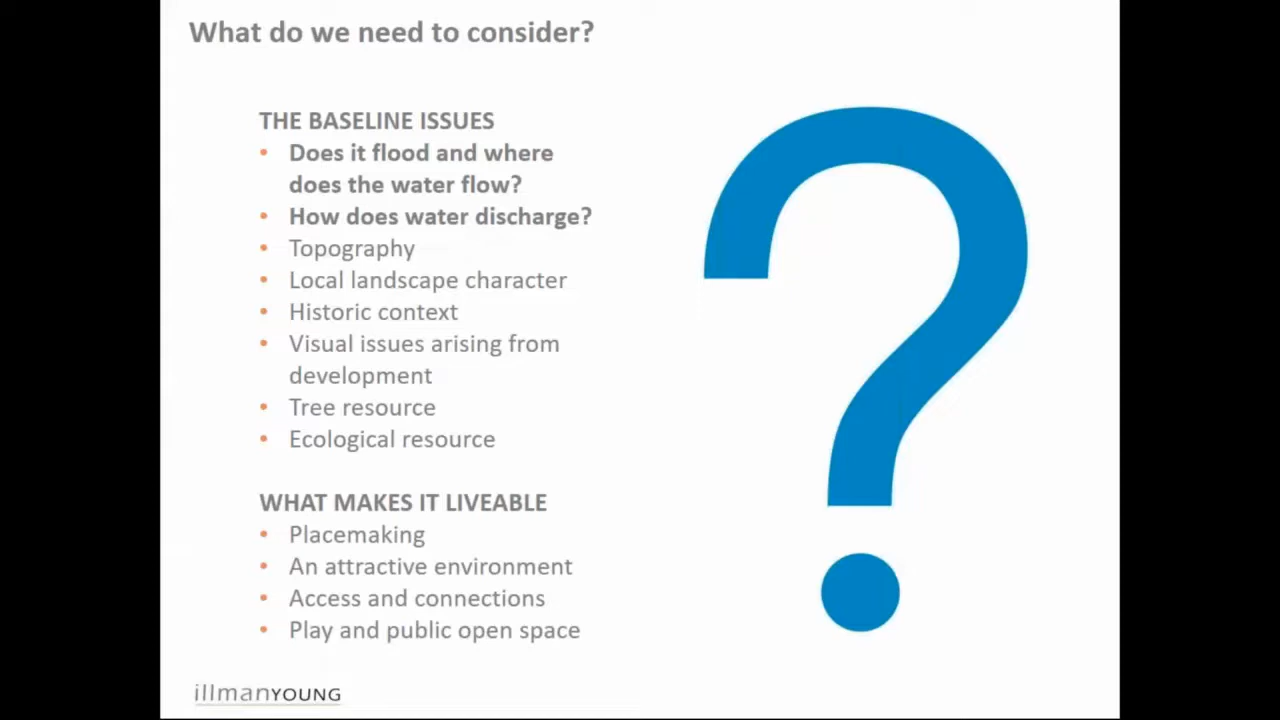 What do we need to consider?
THE BASELINE ISSUES
• Does it flood and where
does the water flow?
• How does water discharge?
• Topography
• Local landscape character
• Historic context
• Visual issues arising from
development
• Tree resource
• Ecological resource
WHAT MAKES IT LIVEABLE
• Placemaking
• An attractive environment
• Access and connections
• Play and public open space
?
illmanYOUNG